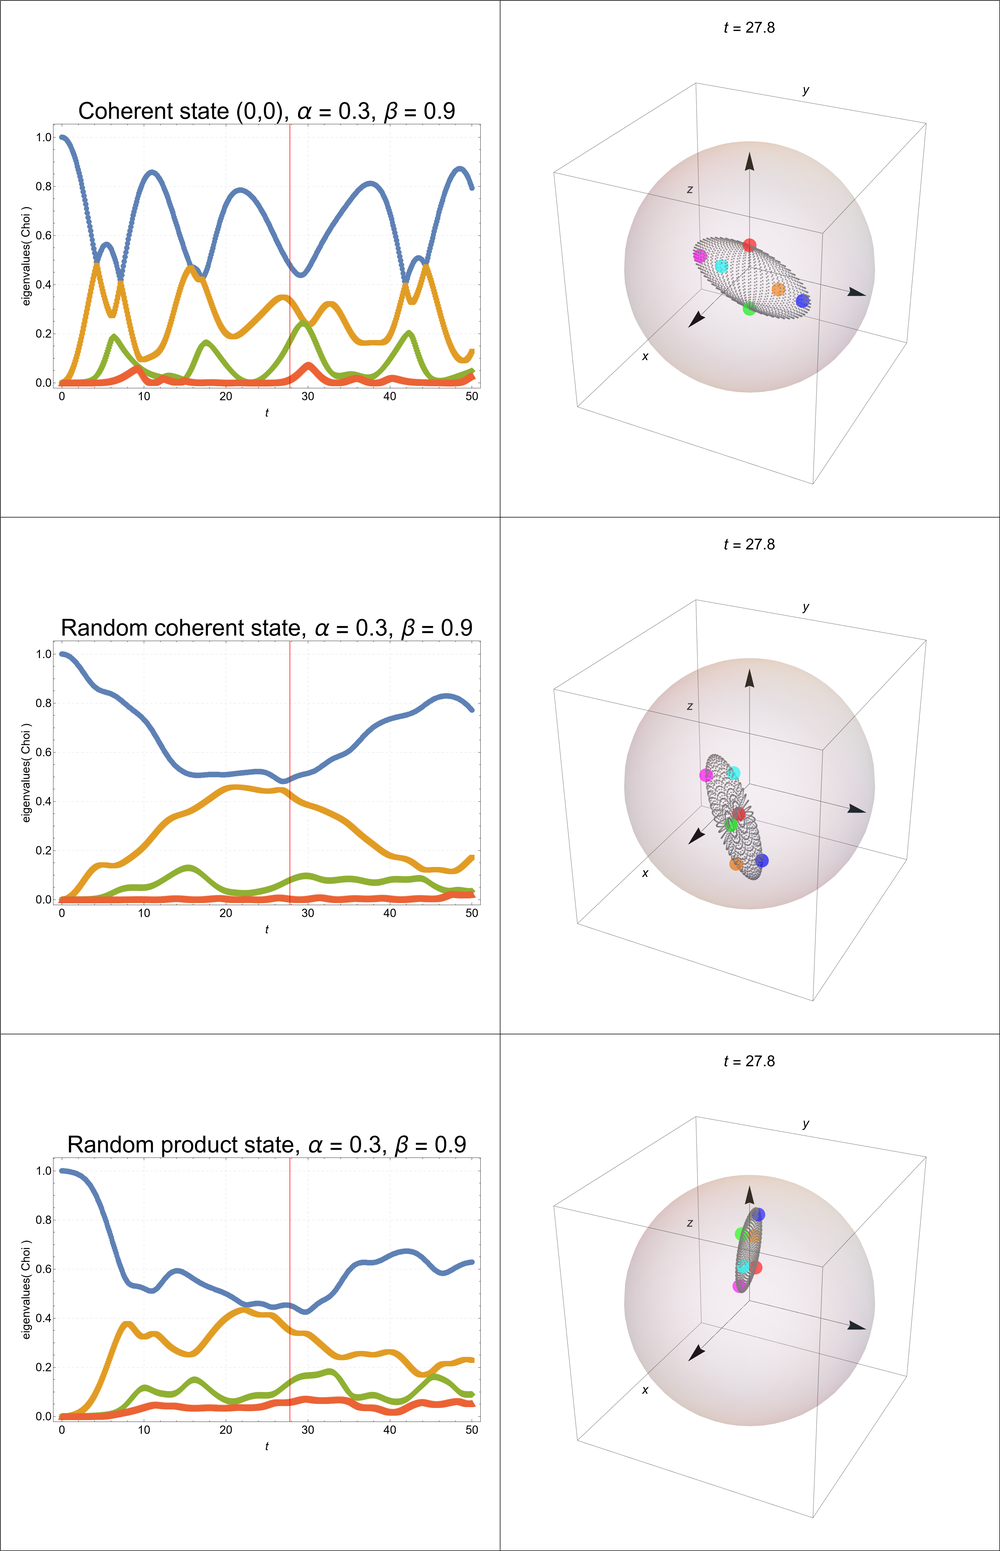 t = 27.8
y
Coherent state (0,0), α = 0.3, β = 0.9
1.0
0.8
z
0.6
eigenvalues( Choi )
0.4
0.2
x
0.0
0 10 20 30 40 50
t
t = 27.8
y
Random coherent state, α = 0.3, β = 0.9
1.0
0.8
z
0.6
eigenvalues( Choi )
0.4
0.2
x
0.0
0 10 20 30 40 50
t
t = 27.8
y
Random product state, α = 0.3, β = 0.9
1.0
0.8
z
0.6
eigenvalues( Choi )
0.4
0.2
x
0.0
0 10 20 30 40 50
t